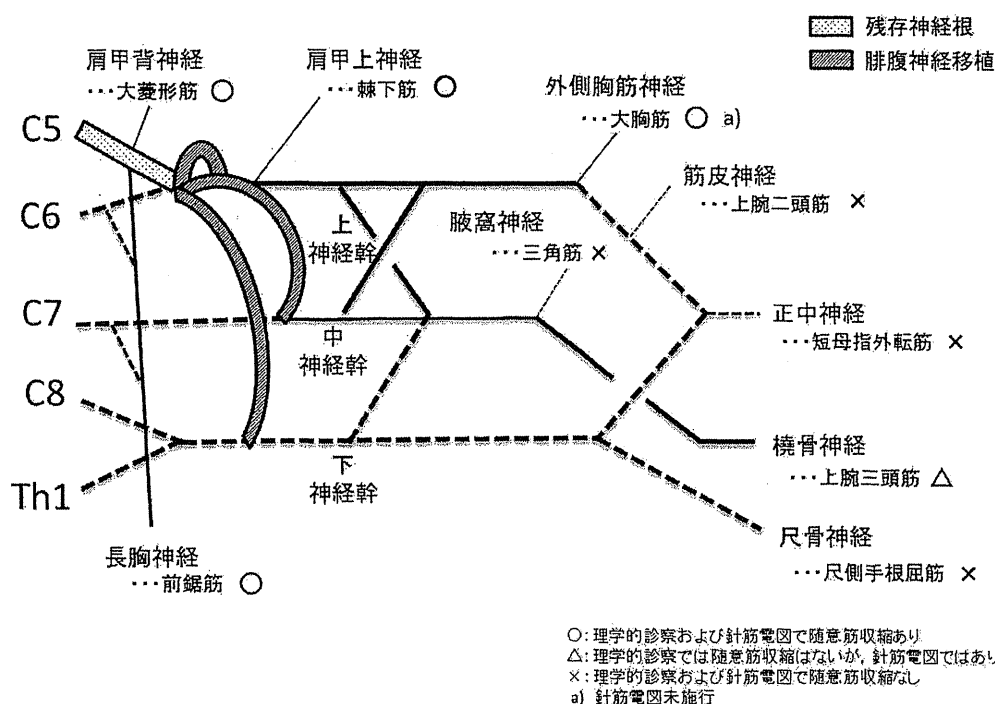 残存神経根
腓腹神経移植
肩甲背神経
…大菱形筋 ○
肩甲上神経
…棘下筋 ○
外側胸筋神経
…大胸筋 ○ a)
C5
筋皮神経
…上腕二頭筋 ×
C6
上
神経幹
腋窩神経
…三角筋 ×
C7
中
神経幹
正中神経
…短母指外転筋 ×
C8
橈骨神経
…上腕三頭筋 △
下
神経幹
Th1
尺骨神経
…尺側手根屈筋 ×
長胸神経
…前鋸筋 ○
○: 理学的診察および針筋電図で随意筋収縮あり
△: 理学的診察では随意筋収縮はないが, 針筋電図ではあり
×: 理学的診察および針筋電図で随意筋収縮なし
a) 針筋電図未施行